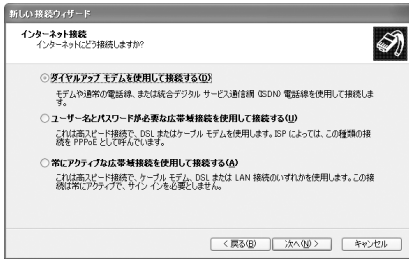 新しい接続ウィザード
インターネット接続
インターネットにどう接続しますか?
ダイヤルアップ モデムを使用して接続する(D)
モデムや通常の電話線、または統合デジタル サービス通信網 (ISDN) 電話線を使用して接続しま
す。
ユーザー名とパスワードが必要な広帯域接続を使用して接続する(U)
これは高スピード接続で、DSL またはケーブル モデムを使用します。ISP によっては、この種類の接
続を PPPoE として呼んでいます。
常にアクティブな広帯域接続を使用して接続する(A)
これは高スピード接続で、ケーブル モデム、DSL または LAN 接続のいずれかを使用します。この接
続は常にアクティブで、サイン インを必要としません。
< 戻る(B) 次へ(N) > キャンセル